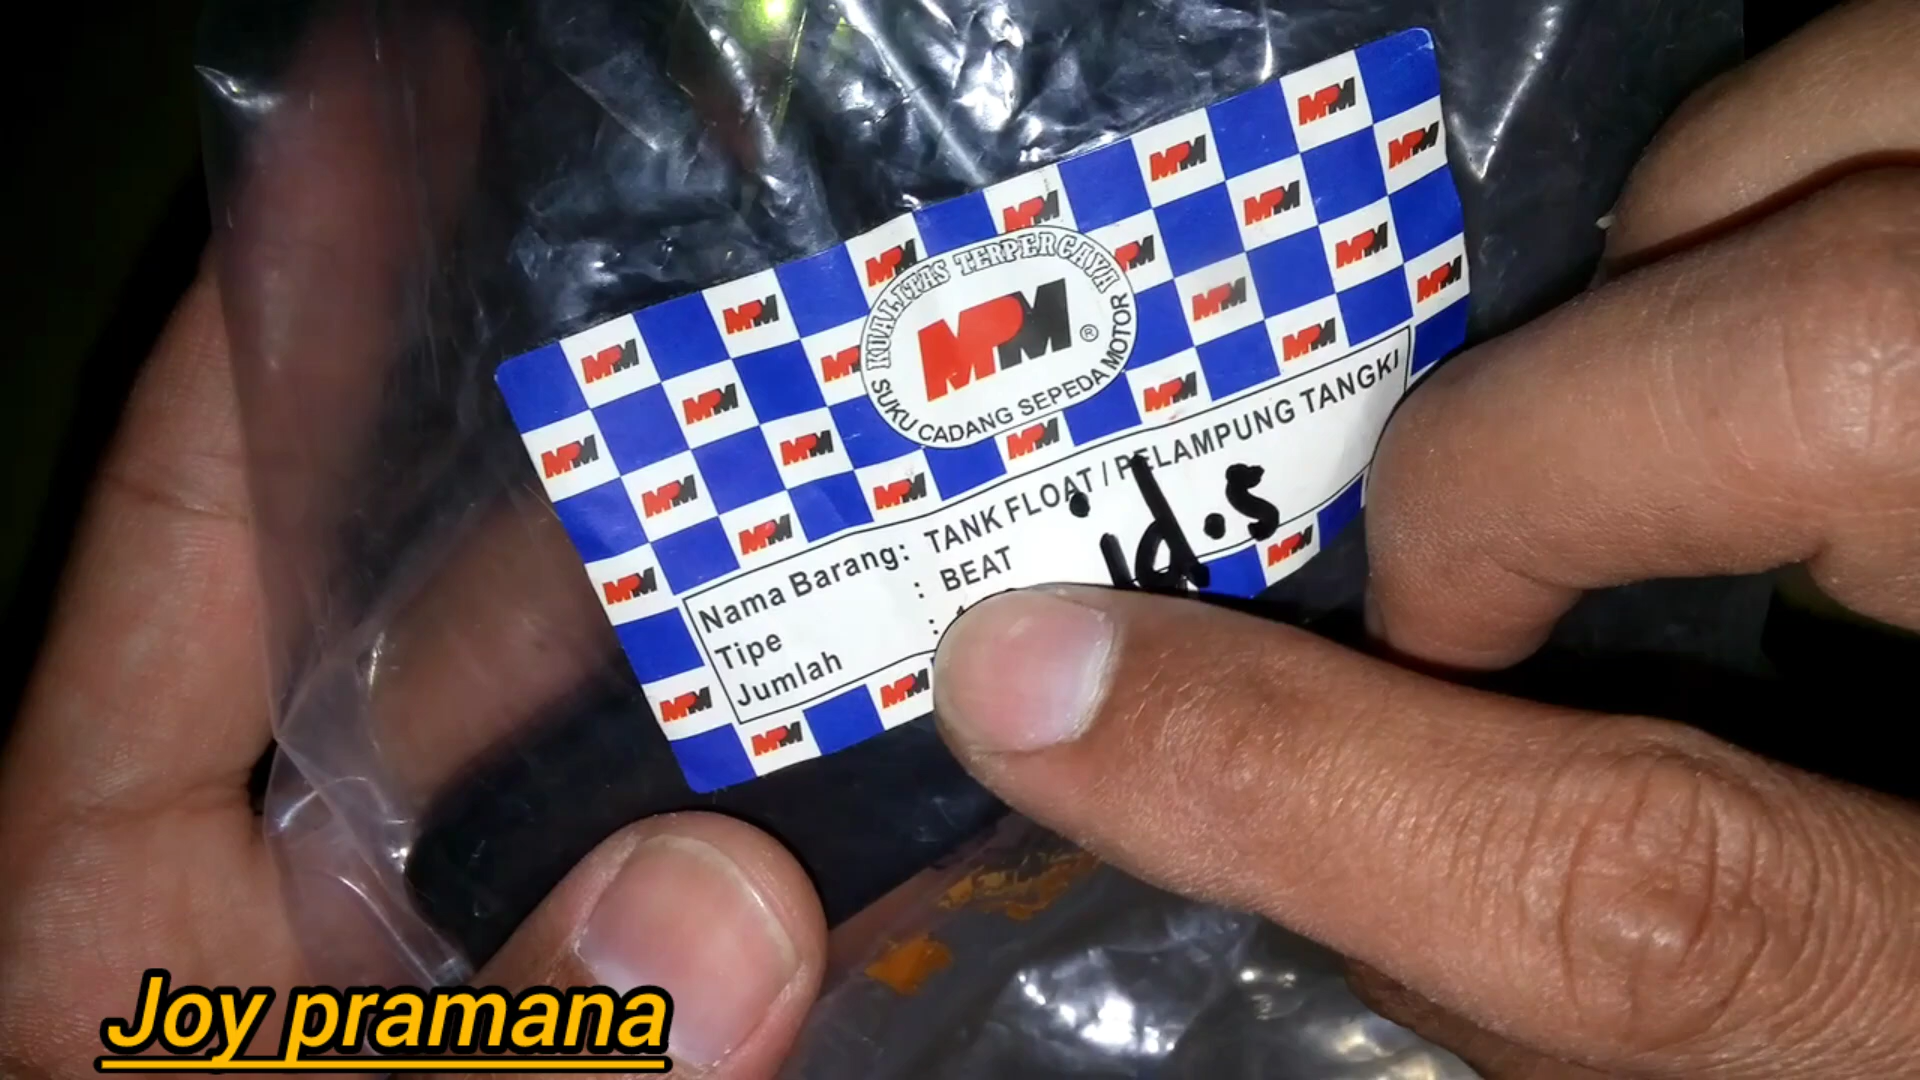 KUALITAS TERPERCAYA
MPM ®
SUKU CADANG SEPEDA MOTOR
Nama Barang: TANK FLOAT / PELAMPUNG TANGKI
Tipe : BEAT
Jumlah :
Joy pramana